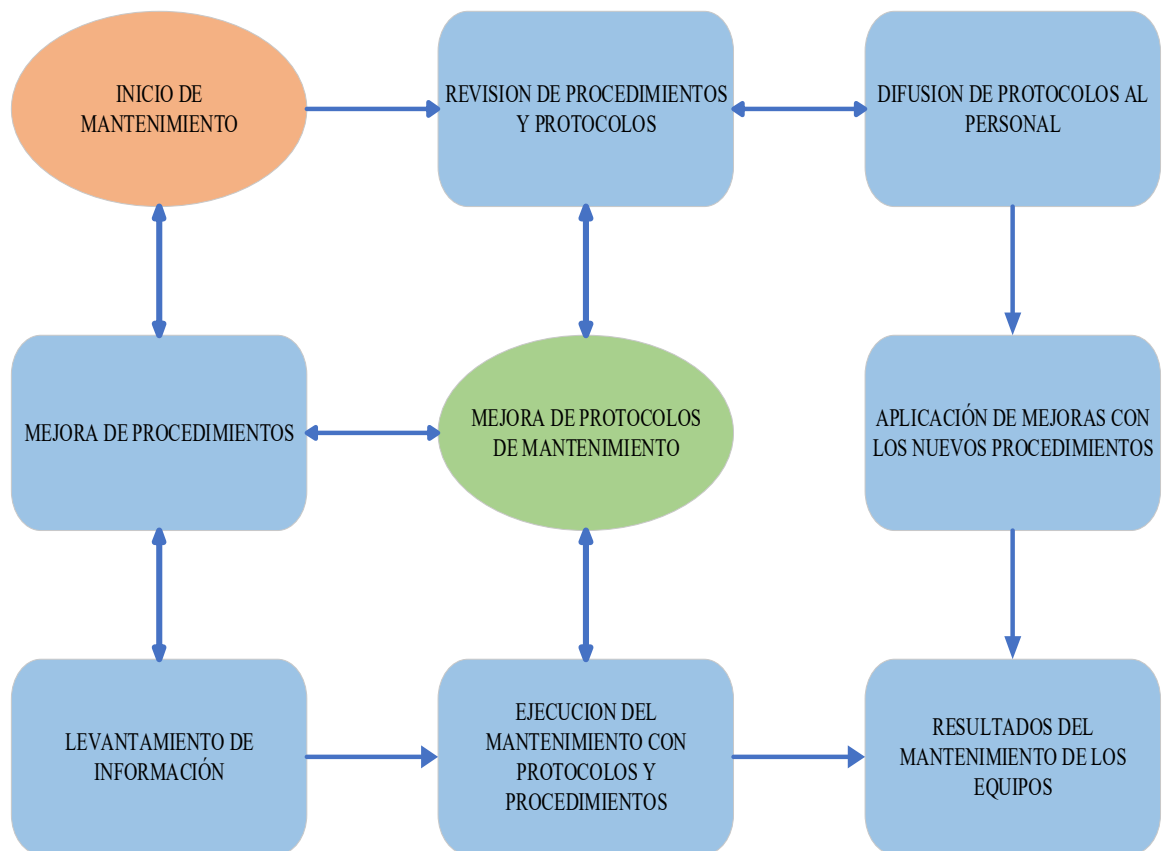 INICIO DE
MANTENIMIENTO
REVISION DE PROCEDIMIENTOS
Y PROTOCOLOS
DIFUSION DE PROTOCOLOS AL
PERSONAL
MEJORA DE PROCEDIMIENTOS
MEJORA DE PROTOCOLOS
DE MANTENIMIENTO
APLICACIÓN DE MEJORAS CON
LOS NUEVOS PROCEDIMIENTOS
LEVANTAMIENTO DE
INFORMACIÓN
EJECUCION DEL
MANTENIMIENTO CON
PROTOCOLOS Y
PROCEDIMIENTOS
RESULTADOS DEL
MANTENIMIENTO DE LOS
EQUIPOS